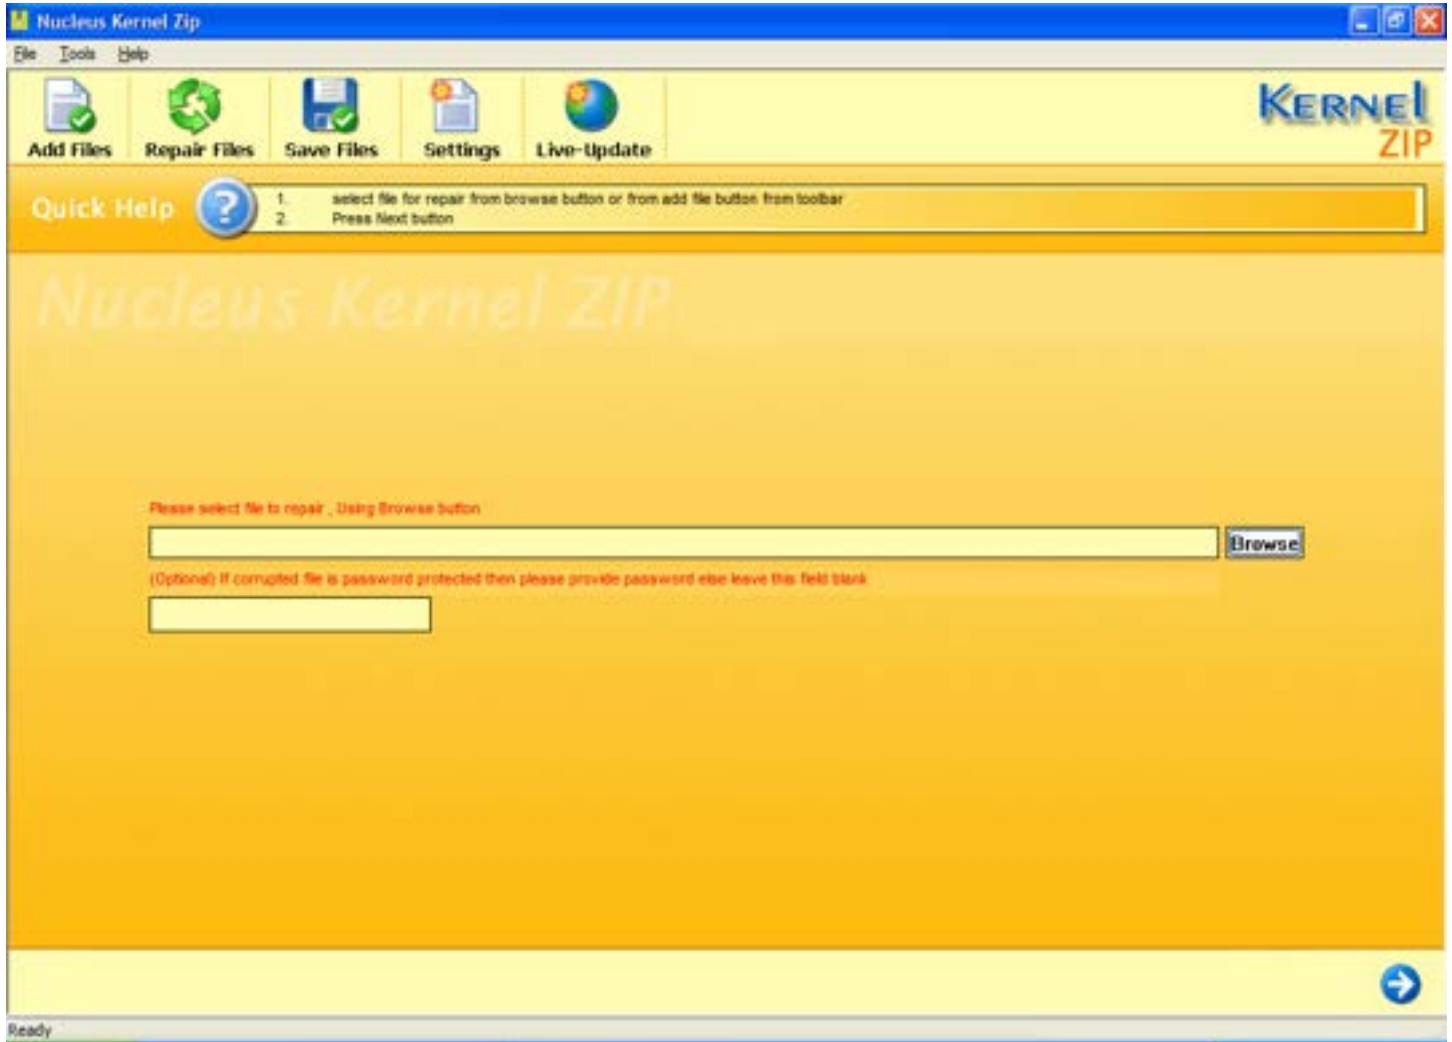 Nucleus Kernel Zip
File Tools Help
Add Files Repair Files Save Files Settings Live-Update
KERNEL
ZIP
Quick Help
1. select file for repair from browse button or from add file button from toolbar
2. Press Next button
Nucleus Kernel ZIP
Please select file to repair , Using Browse button
Browse
(Optional) If corrupted file is password protected then please provide password else leave this field blank
Ready